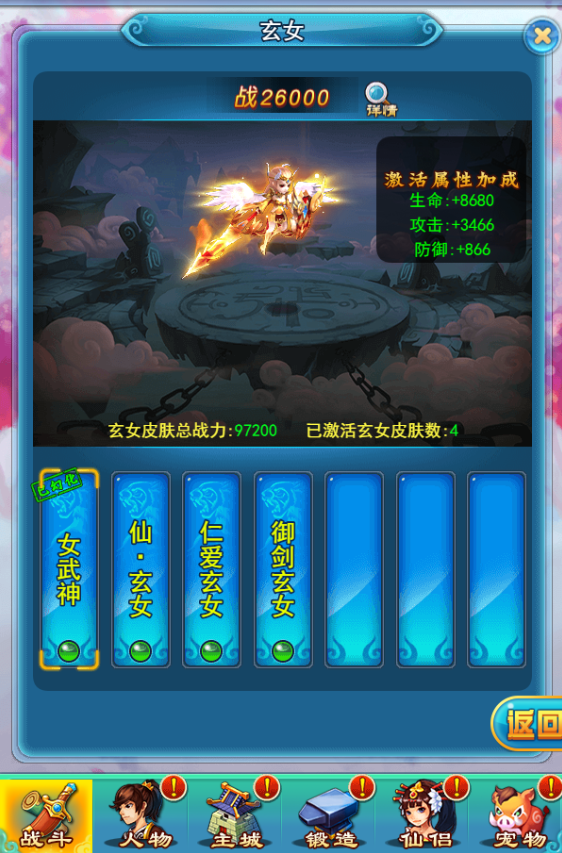 玄女
战26000
详情
激活属性加成
生命:+8680
攻击:+3466
防御:+866
玄女皮肤总战力:97200
已激活玄女皮肤数:4
已幻化
女武神
仙·玄女
仁爱玄女
御剑玄女
返回
战斗
人物
主城
锻造
仙侣
宠物